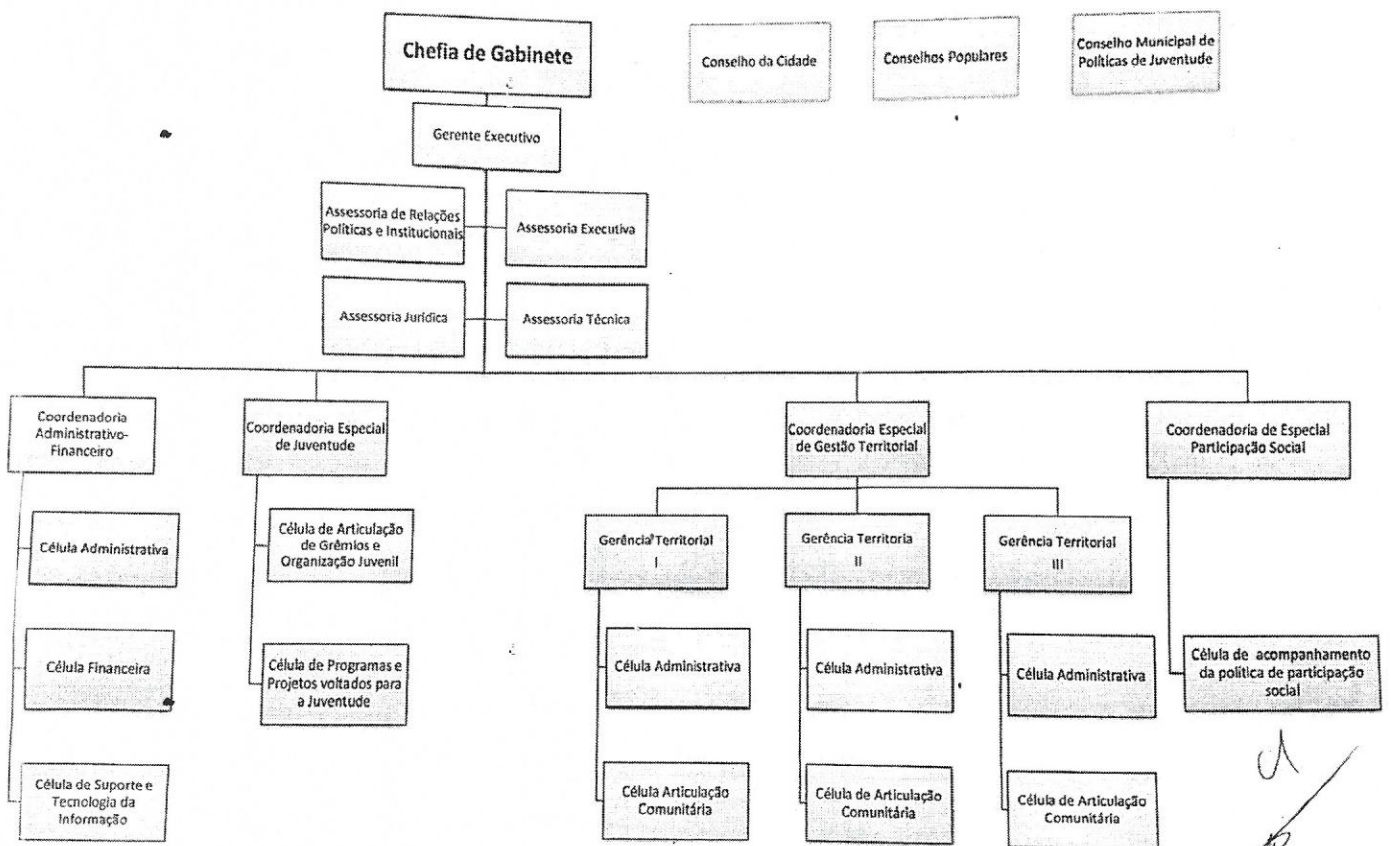 Chefia de Gabinete
Conselho da Cidade
Conselhos Populares
Conselho Municipal de
Políticas de Juventude
Gerente Executivo
Assessoria de Relações
Políticas e Institucionais
Assessoria Executiva
Assessoria Jurídica
Assessoria Técnica
Coordenadoria
Administrativo-
Financeiro
Coordenadoria Especial
de Juventude
Coordenadoria Especial
de Gestão Territorial
Coordenadoria de Especial
Participação Social
Célula Administrativa
Célula de Articulação
de Grêmios e
Organização Juvenil
Gerência Territorial
I
Gerência Territoria
II
Gerência Territorial
III
Célula Financeira
Célula de Programas e
Projetos voltados para
a Juventude
Célula Administrativa
Célula Administrativa
Célula Administrativa
Célula de acompanhamento
da política de participação
social
Célula de Suporte e
Tecnologia da
Informação
Célula Articulação
Comunitária
Célula de Articulação
Comunitária
Célula de Articulação
Comunitária